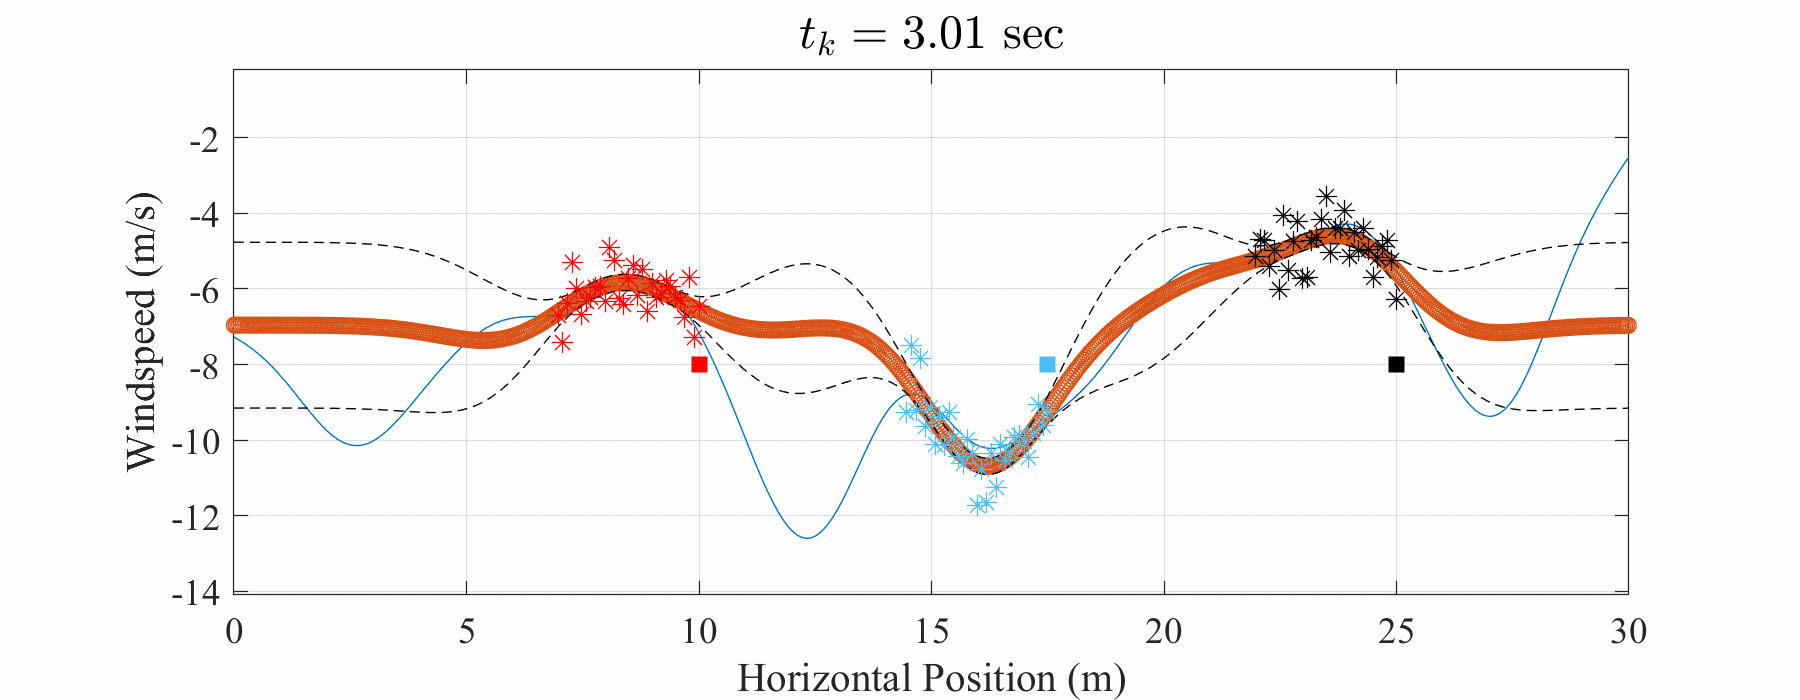 t_k = 3.01 sec
Windspeed (m/s)
-2
-4
-6
-8
-10
-12
-14
0 5 10 15 20 25 30
Horizontal Position (m)